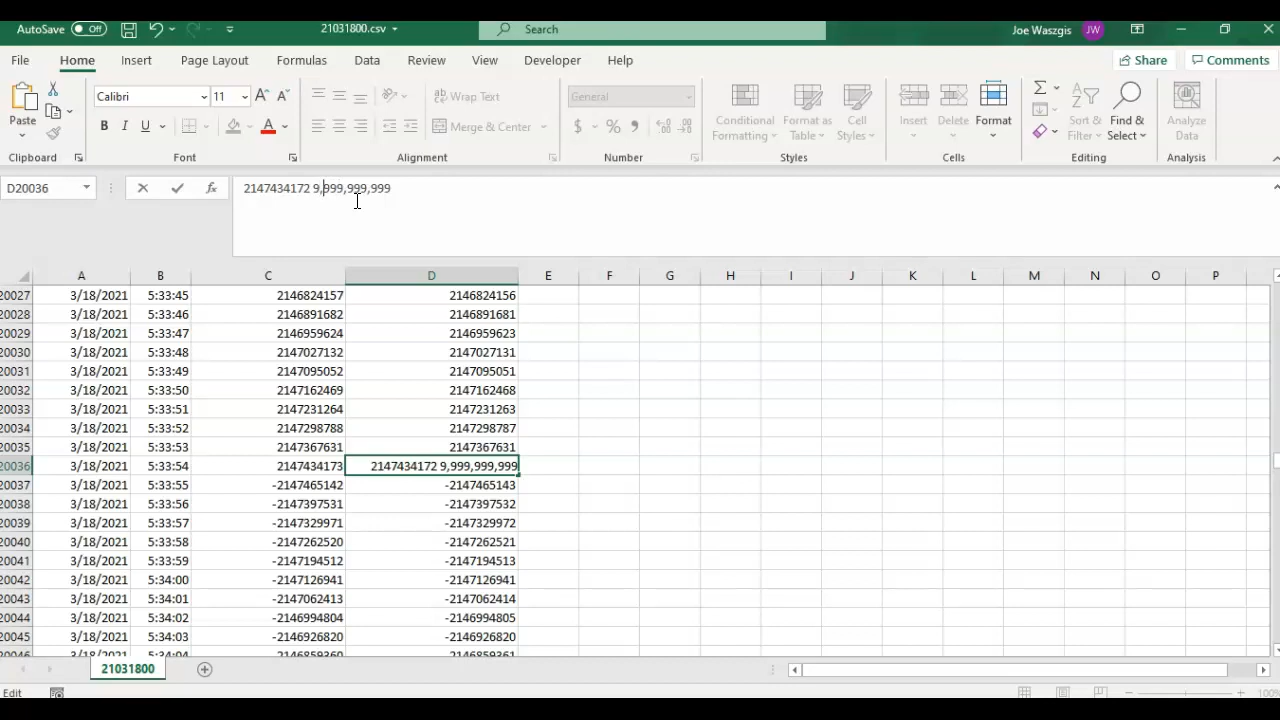 AutoSave Off 21031800.csv Search Joe Waszgis JW
File Home Insert Page Layout Formulas Data Review View Developer Help Share Comments
Paste Calibri 11 A A Wrap Text General Conditional Formatting Format as Table Cell Styles Insert Delete Format Sort & Filter Find & Select Analyze Data
B I U A Merge & Center $ % ,
Clipboard Font Alignment Number Styles Cells Editing Analysis
D20036 fx 2147434172 9,999,999,999
A B C D E F G H I J K L M N O P
20027 3/18/2021 5:33:45 2146824157 2146824156
20028 3/18/2021 5:33:46 2146891682 2146891681
20029 3/18/2021 5:33:47 2146959624 2146959623
20030 3/18/2021 5:33:48 2147027132 2147027131
20031 3/18/2021 5:33:49 2147095052 2147095051
20032 3/18/2021 5:33:50 2147162469 2147162468
20033 3/18/2021 5:33:51 2147231264 2147231263
20034 3/18/2021 5:33:52 2147298788 2147298787
20035 3/18/2021 5:33:53 2147367631 2147367631
20036 3/18/2021 5:33:54 2147434173 2147434172 9,999,999,999
20037 3/18/2021 5:33:55 -2147465142 -2147465143
20038 3/18/2021 5:33:56 -2147397531 -2147397532
20039 3/18/2021 5:33:57 -2147329971 -2147329972
20040 3/18/2021 5:33:58 -2147262520 -2147262521
20041 3/18/2021 5:33:59 -2147194512 -2147194513
20042 3/18/2021 5:34:00 -2147126941 -2147126941
20043 3/18/2021 5:34:01 -2147062413 -2147062414
20044 3/18/2021 5:34:02 -2146994804 -2146994805
20045 3/18/2021 5:34:03 -2146926820 -2146926820
20046 3/18/2021 5:34:04 -2146859360 -2146859361
21031800
Edit 100%